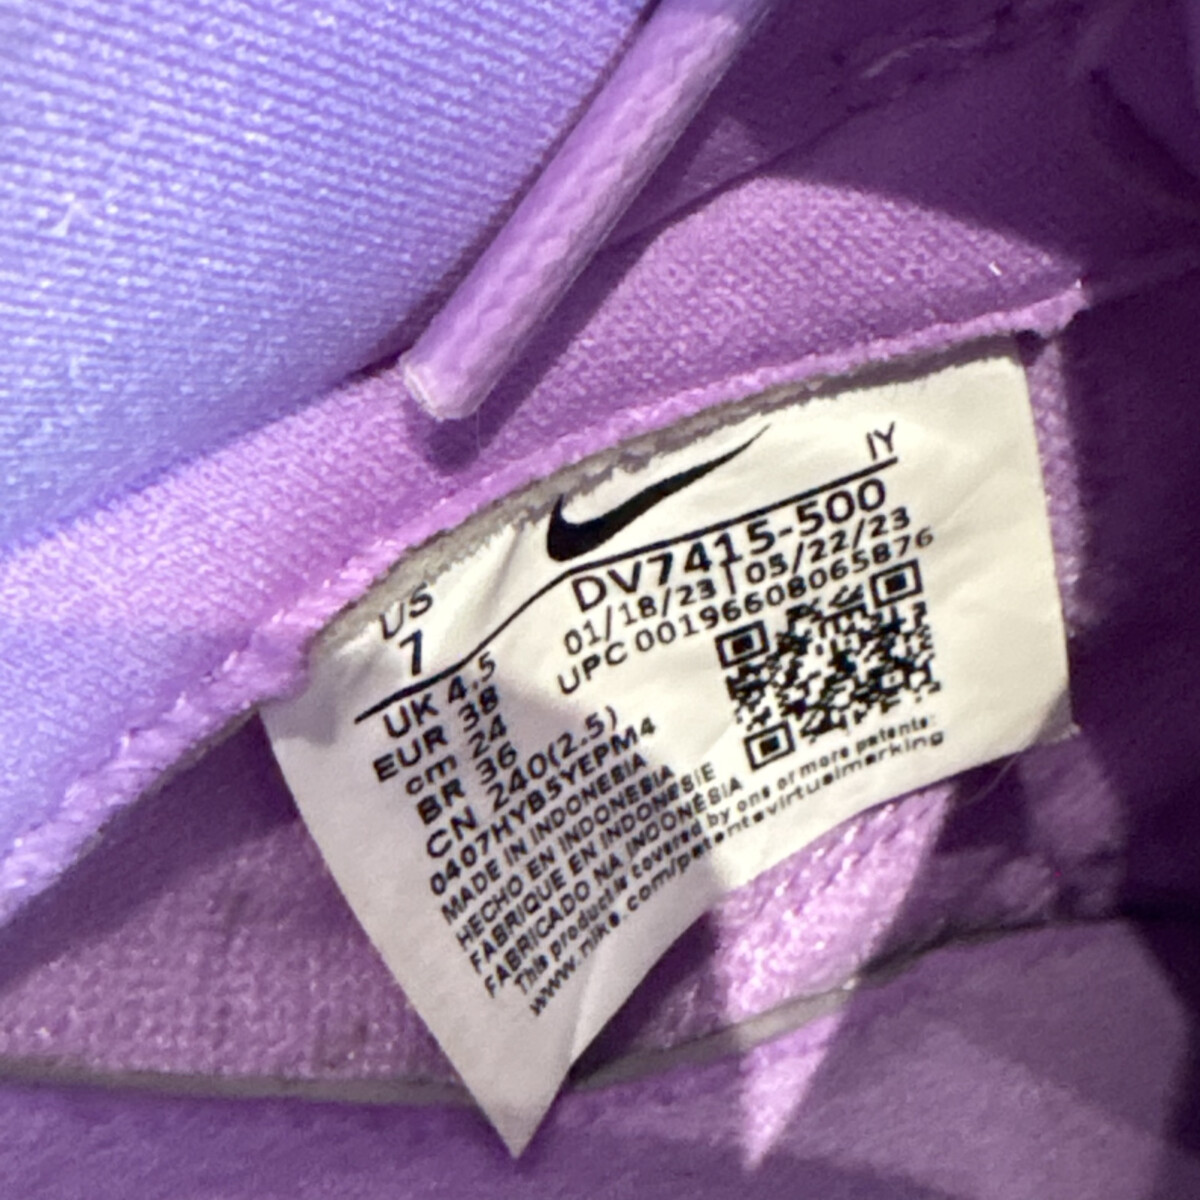 IY
US
7
DV7415-500
01/18/23 | 05/22/23
UPC 00196608065876
UK 4.5
EUR 38
cm 24
BR 36
CN 240(2.5)
0407HYB5YEPM4
MADE IN INDONESIA
HECHO EN INDONESIA
FABRIQUE EN INDONESIE
FABRICADO NA INDONÉSIA
This product is covered by one or more patents:
www.nike.com/patentsvirtualmarking